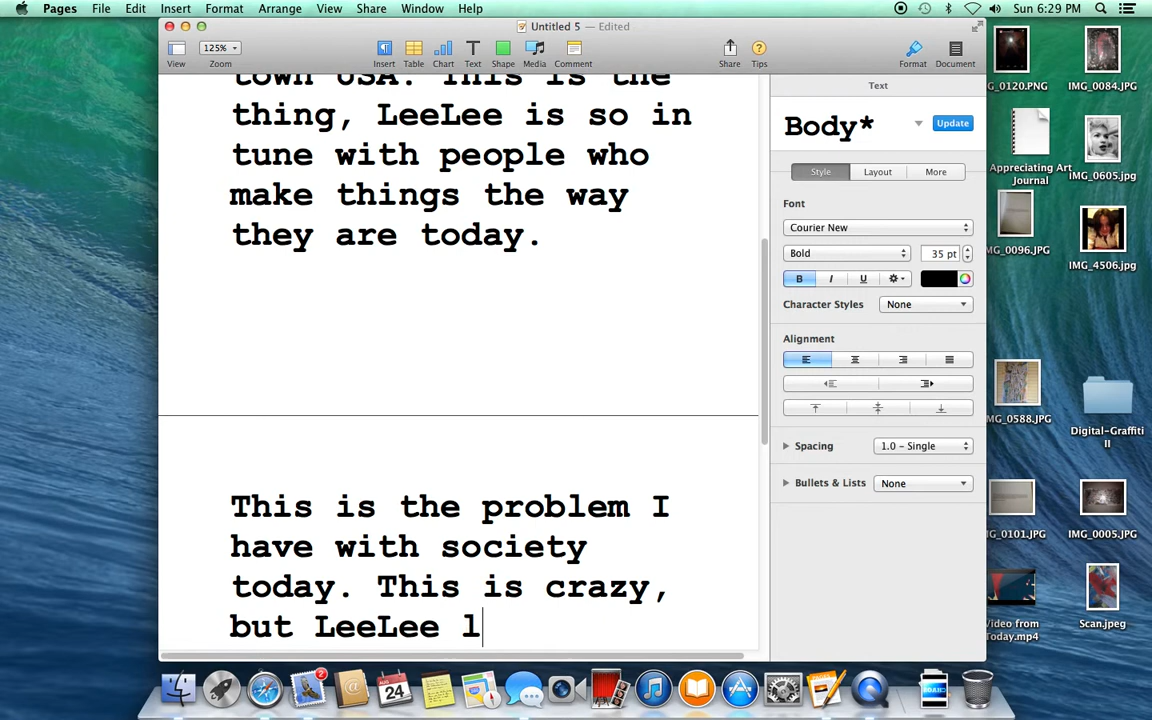 Pages File Edit Insert Format Arrange View Share Window Help
Sun 6:29 PM
Untitled 5 — Edited
125%
View Zoom Insert Table Chart Text Shape Media Comment Share Tips Format Document
town USA. This is the
thing, LeeLee is so in
tune with people who
make things the way
they are today.
This is the problem I
have with society
today. This is crazy,
but LeeLee l
Text
Body*
Update
Style Layout More
Font
Courier New
Bold 35 pt
B I U
Character Styles None
Alignment
Spacing 1.0 - Single
Bullets & Lists None
G_0120.PNG IMG_0084.JPG
Appreciating Art
Journal
IMG_0605.jpg
MG_0096.JPG
IMG_4506.jpg
MG_0588.JPG
Digital-Graffiti
II
MG_0101.JPG IMG_0005.JPG
Video from
Today.mp4
Scan.jpeg
2
AUG
24